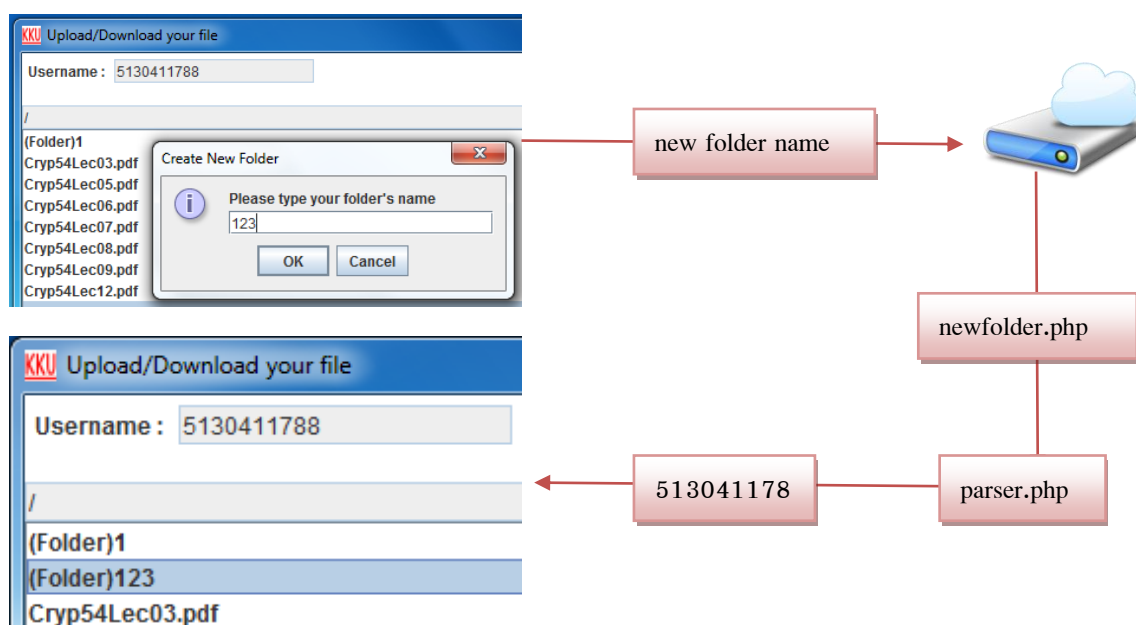 KKU Upload/Download your file
Username : 5130411788
/
(Folder)1
Cryp54Lec03.pdf
Cryp54Lec05.pdf
Cryp54Lec06.pdf
Cryp54Lec07.pdf
Cryp54Lec08.pdf
Cryp54Lec09.pdf
Cryp54Lec12.pdf
Create New Folder
Please type your folder's name
123
OK Cancel
new folder name
newfolder.php
parser.php
513041178
KKU Upload/Download your file
Username : 5130411788
/
(Folder)1
(Folder)123
Cryp54Lec03.pdf